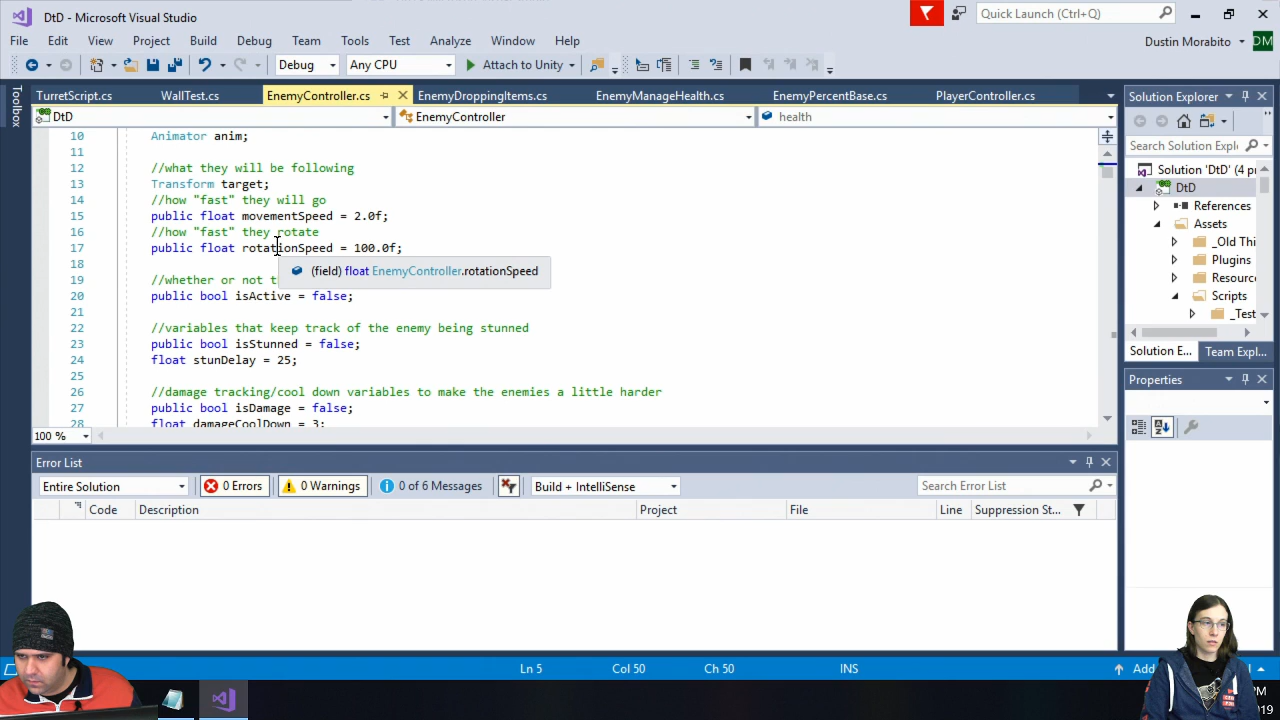 DtD - Microsoft Visual Studio
Quick Launch (Ctrl+Q)
File Edit View Project Build Debug Team Tools Test Analyze Window Help
Dustin Morabito DM
Debug Any CPU Attach to Unity
Toolbox
TurretScript.cs WallTest.cs EnemyController.cs EnemyDroppingItems.cs EnemyManageHealth.cs EnemyPercentBase.cs PlayerController.cs
DtD EnemyController health
10 Animator anim;
11
12 //what they will be following
13 Transform target;
14 //how "fast" they will go
15 public float movementSpeed = 2.0f;
16 //how "fast" they rotate
17 public float rotationSpeed = 100.0f;
18
(field) float EnemyController.rotationSpeed
19 //whether or not t
20 public bool isActive = false;
21
22 //variables that keep track of the enemy being stunned
23 public bool isStunned = false;
24 float stunDelay = 25;
25
26 //damage tracking/cool down variables to make the enemies a little harder
27 public bool isDamage = false;
28 float damageCoolDown = 3;
100 %
Solution Explorer
Search Solution Expl
Solution 'DtD' (4 pr
DtD
References
Assets
_Old Thi
Plugins
Resourc
Scripts
_Test
Solution E... Team Expl...
Properties
Error List
Entire Solution 0 Errors 0 Warnings 0 of 6 Messages Build + IntelliSense Search Error List
Code Description Project File Line Suppression St...
Ln 5 Col 50 Ch 50 INS Add